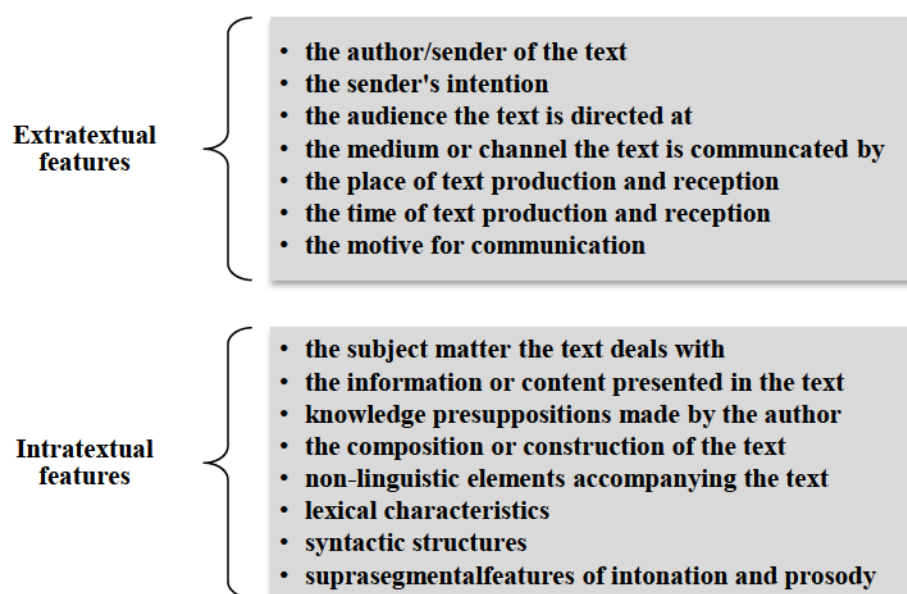 Extratextual
features
• the author/sender of the text
• the sender's intention
• the audience the text is directed at
• the medium or channel the text is communcated by
• the place of text production and reception
• the time of text production and reception
• the motive for communication
Intratextual
features
• the subject matter the text deals with
• the information or content presented in the text
• knowledge presuppositions made by the author
• the composition or construction of the text
• non-linguistic elements accompanying the text
• lexical characteristics
• syntactic structures
• suprasegmentalfeatures of intonation and prosody